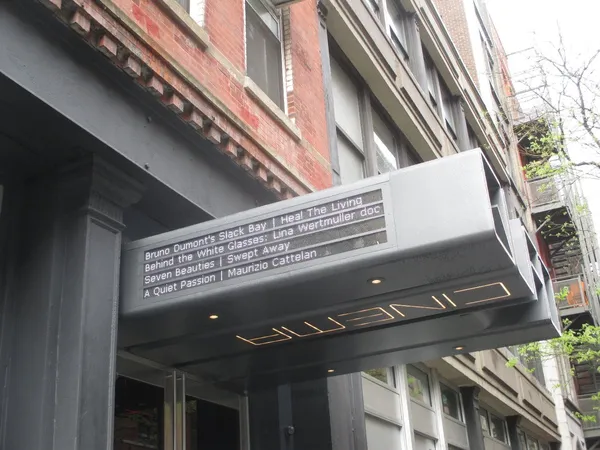 Bruno Dumont's Slack Bay | Heal The Living
Behind the White Glasses: Lina Wertmuller doc
Seven Beauties | Swept Away
A Quiet Passion | Maurizio Cattelan
CINEMA